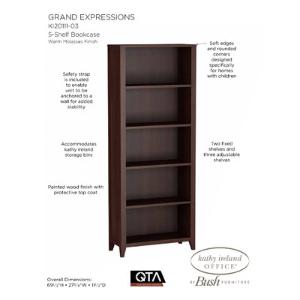 GRAND EXPRESSIONS
KI20111-03
5-Shelf Bookcase
Warm Molasses Finish
Safety strap
is included
to enable
unit to be
anchored to a
wall for added
stability
Soft edges
and rounded
corners
designed
specifically
for homes
with children
Accommodates
kathy ireland
storage bins
Two fixed
shelves and
three adjustable
shelves
Painted wood finish with
protective top coat
kathy ireland
OFFICE
BY Bush FURNITURE
Overall Dimensions:
QTA